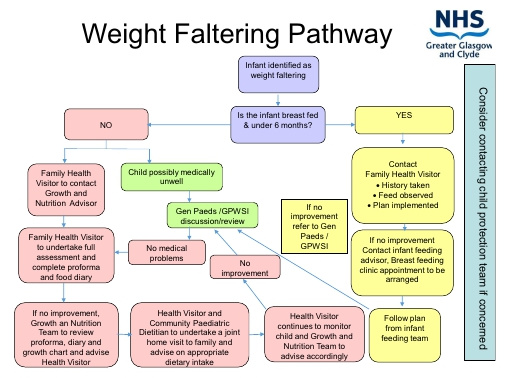 Weight Faltering Pathway
NHS
Greater Glasgow
and Clyde
Infant identified as
weight faltering
Is the infant breast fed
& under 6 months?
NO
YES
Family Health
Visitor to contact
Growth and
Nutrition Advisor
Child possibly medically
unwell
Contact
Family Health Visitor
• History taken
• Feed observed
• Plan implemented
Gen Paeds /GPWSI
discussion/review
If no
improvement
refer to Gen
Paeds /
GPWSI
Family Health Visitor
to undertake full
assessment and
complete proforma
and food diary
No medical
problems
No
improvement
If no improvement
Contact infant feeding
advisor, Breast feeding
clinic appointment to be
arranged
If no improvement,
Growth an Nutrition
Team to review
proforma, diary and
growth chart and advise
Health Visitor
Health Visitor and
Community Paediatric
Dietitian to undertake a joint
home visit to family and
advise on appropriate
dietary intake
Health Visitor
continues to monitor
child and Growth and
Nutrition Team to
advise accordingly
Follow plan
from infant
feeding team
Consider contacting child protection team if concerned